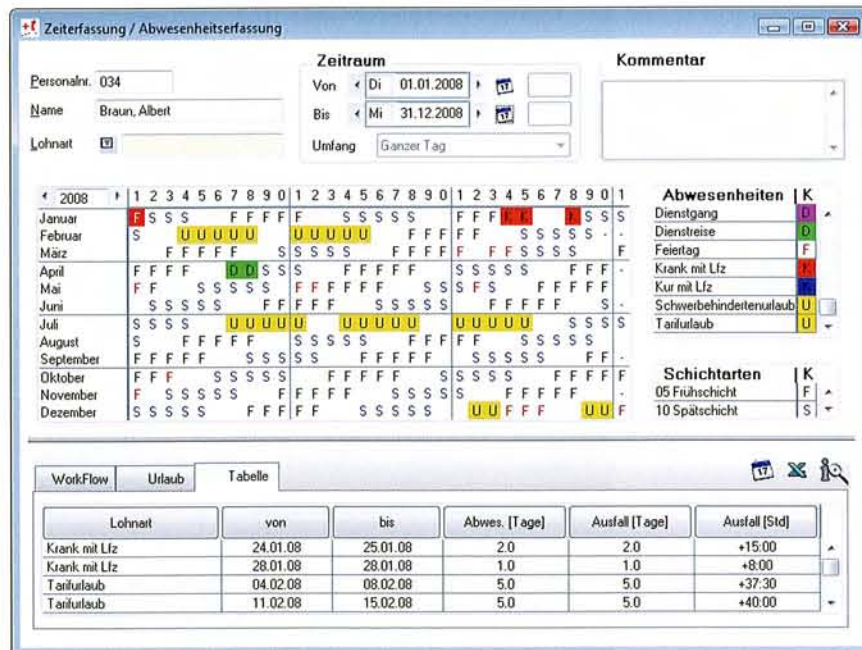 Zeiterfassung / Abwesenheitserfassung
Zeitraum
Kommentar
Personalnr. 034
Von Di 01.01.2008 17
Name Braun, Albert
Bis Mi 31.12.2008 17
Lohnart
Umfang Ganzer Tag
2008 1 2 3 4 5 6 7 8 9 0 1 2 3 4 5 6 7 8 9 0 1 2 3 4 5 6 7 8 9 0 1
Januar F S S S F F F F F S S S S S F F F K K K S S S
Februar S U U U U U U U U U U F F F F F S S S S S - -
März F F F F F S S S S S F F F F F F F S S S S F
April F F F F D D S S S F F F F F S S S S S F F F -
Mai F F S S S S S F F F F F F S S S S S F F F F F
Juni S S S S S F F F F F S S S S S F F F F F S -
Juli S S S S U U U U U U U U U U U U U U U S S S S
August S F F F F F S S S S S F F F F F S S S S S
September F F F F F S S S S S F F F F F S S S S S F F -
Oktober F F F S S S S S F F F F F S S S S S F F F F F
November F S S S S S F F F F F S S S S S F F F F F -
Dezember S S S S S F F F F F S S S S S U U F F F U U F
Abwesenheiten K
Dienstgang D
Dienstreise D
Feiertag F
Krank mit Lfz K
Kur mit Lfz K
Schwerbehindertenurlaub U
Tarifurlaub U
Schichtarten K
05 Frühschicht F
10 Spätschicht S
WorkFlow Urlaub Tabelle
17
Lohnart von bis Abwes. [Tage] Ausfall [Tage] Ausfall [Std]
Krank mit Lfz 24.01.08 25.01.08 2.0 2.0 +15:00
Krank mit Lfz 28.01.08 28.01.08 1.0 1.0 +8:00
Tarifurlaub 04.02.08 08.02.08 5.0 5.0 +37:30
Tarifurlaub 11.02.08 15.02.08 5.0 5.0 +40:00